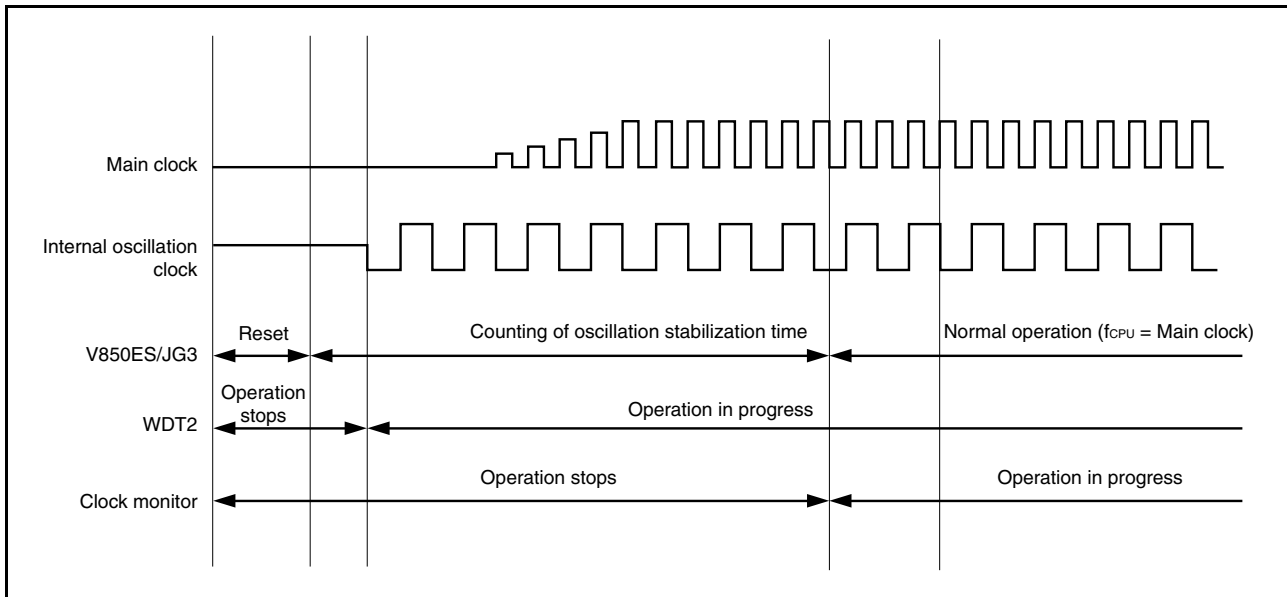 Main clock
Internal oscillation
clock
Reset
Counting of oscillation stabilization time
Normal operation (fCPU = Main clock)
V850ES/JG3
Operation
stops
Operation in progress
WDT2
Operation stops
Operation in progress
Clock monitor